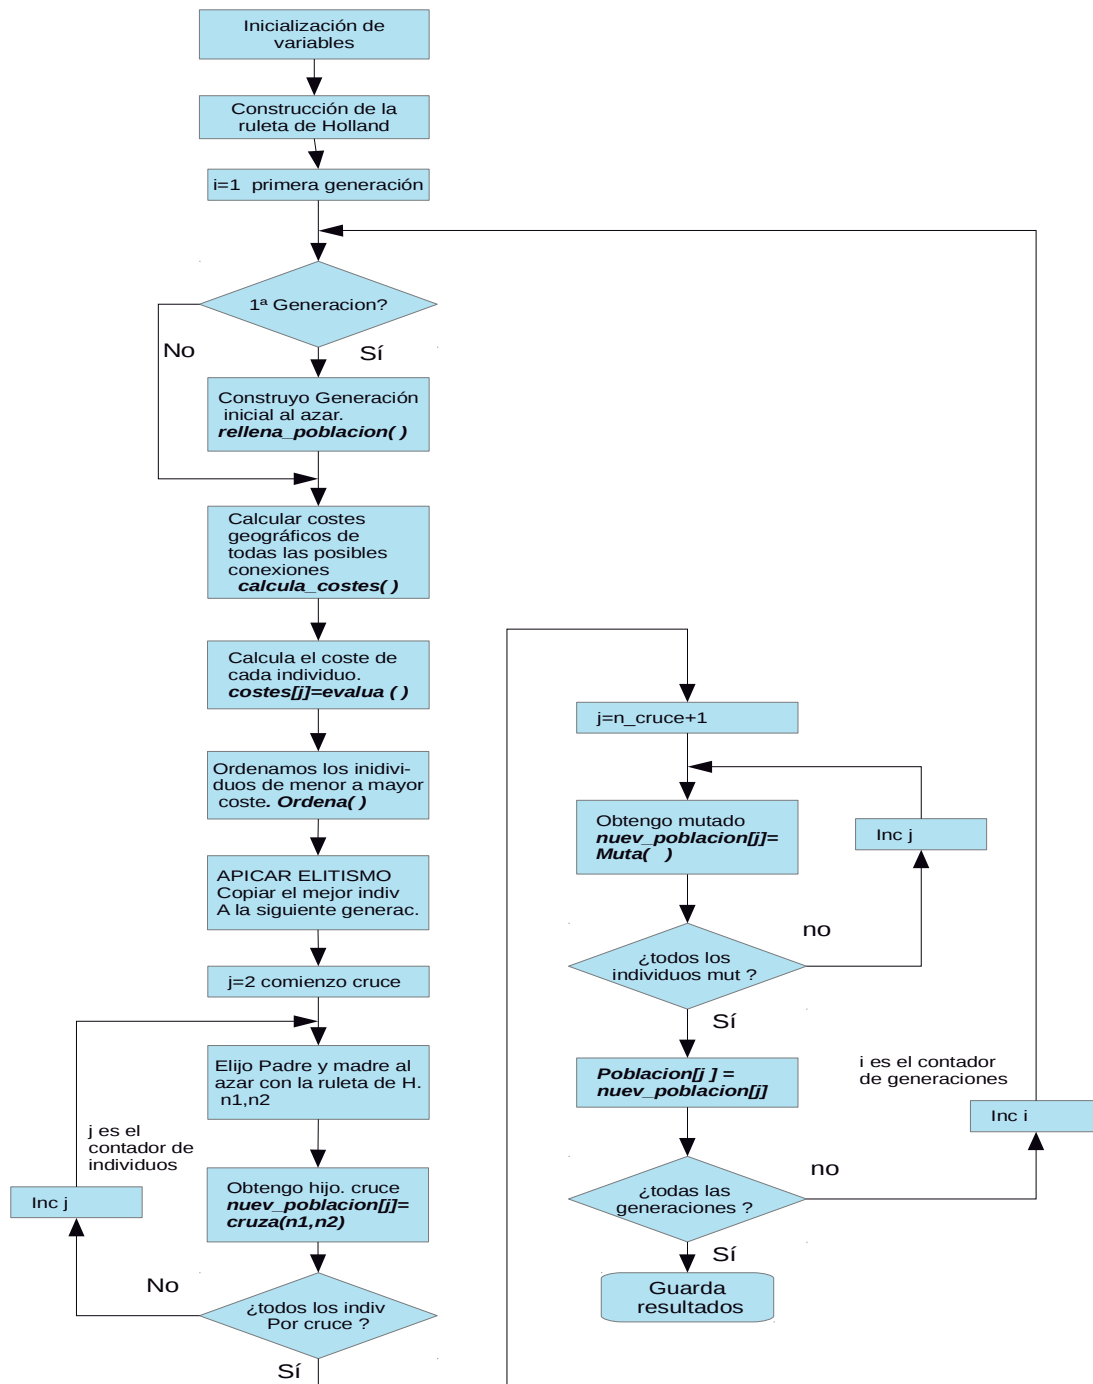 Inicialización de
variables
Construcción de la
ruleta de Holland
i=1 primera generación
1ª Generacion?
No
Sí
Construyo Generación
inicial al azar.
rellena_poblacion( )
Calcular costes
geográficos de
todas las posibles
conexiones
calcula_costes( )
Calcula el coste de
cada individuo.
costes[j]=evalua ( )
Ordenamos los inidivi-
duos de menor a mayor
coste. Ordena( )
APICAR ELITISMO
Copiar el mejor indiv
A la siguiente generac.
j=2 comienzo cruce
Elijo Padre y madre al
azar con la ruleta de H.
n1,n2
j es el
contador de
individuos
Inc j
Obtengo hijo. cruce
nuev_poblacion[j]=
cruza(n1,n2)
No
¿todos los indiv
Por cruce ?
Sí
j=n_cruce+1
Obtengo mutado
nuev_poblacion[j]=
Muta( )
Inc j
no
¿todos los
individuos mut ?
Sí
Poblacion[j ] =
nuev_poblacion[j]
i es el contador
de generaciones
Inc i
no
¿todas las
generaciones ?
Sí
Guarda
resultados